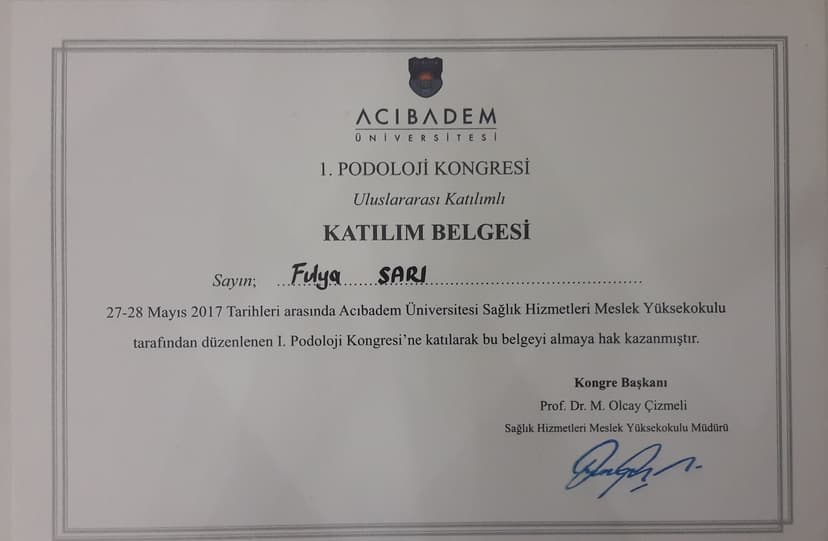 ACIBADEM
ÜNİVERSİTESİ
1. PODOLOJİ KONGRESİ
Uluslararası Katılımlı
KATILIM BELGESİ
Sayın; Fulya SARI
27-28 Mayıs 2017 Tarihleri arasında Acıbadem Üniversitesi Sağlık Hizmetleri Meslek Yüksekokulu
tarafından düzenlenen I. Podoloji Kongresi’ne katılarak bu belgeyi almaya hak kazanmıştır.
Kongre Başkanı
Prof. Dr. M. Olcay Çizmeli
Sağlık Hizmetleri Meslek Yüksekokulu Müdürü